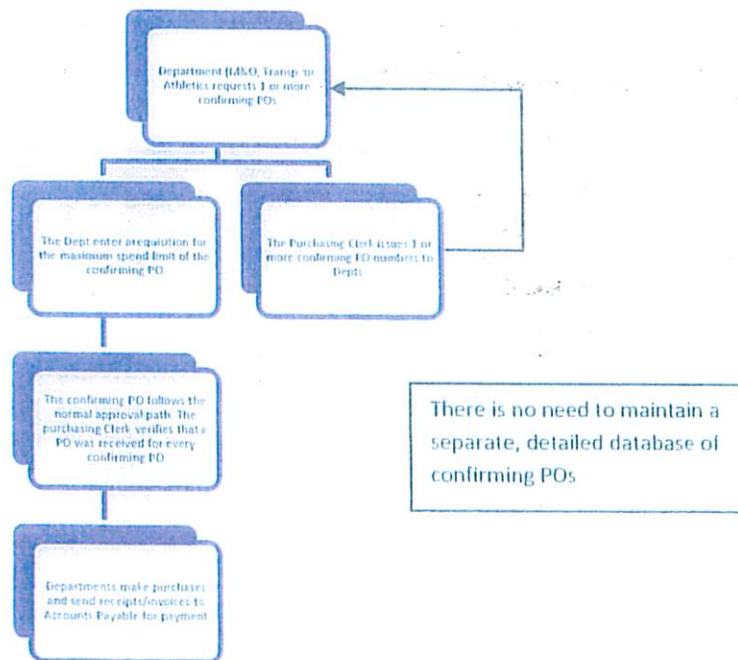 Department (M&O, Transp. or
Athletics requests 1 or more
confirming POs
The Dept enter arequisition for
the maximum spend limit of the
confirming PO
The Purchasing Clerk issues 1 or
more confirming PO numbers to
Depts
The confirming PO follows the
normal approval path. The
purchasing Clerk verifies that a
PO was received for every
confirming PO
There is no need to maintain a
separate, detailed database of
confirming POs
Departments make purchases
and send receipts/invoices to
Accounts Payable for payment